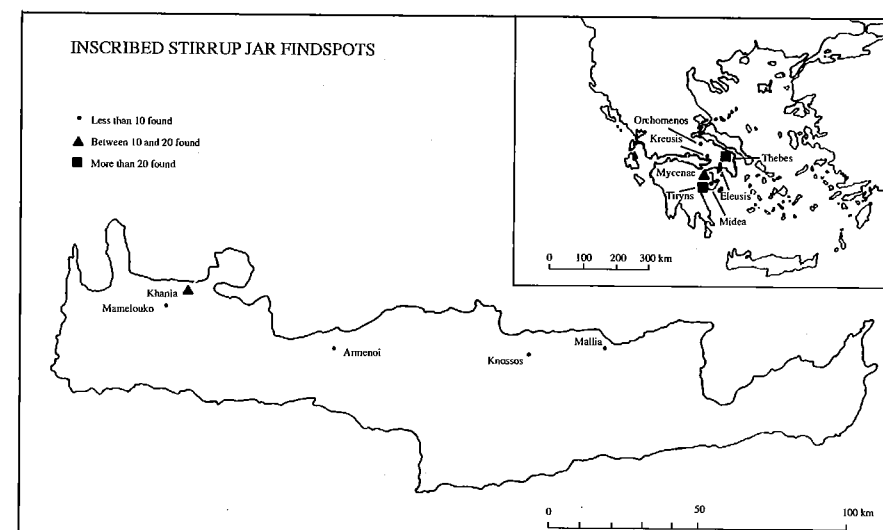 INSCRIBED STIRRUP JAR FINDSPOTS
Less than 10 found
Between 10 and 20 found
More than 20 found
Orchomenos
Kreusis
Thebes
Mycenae
Tiryns
Eleusis
Midea
0 100 200 300 km
Khania
Mamelouko
Armenoi
Knossos
Mallia
0 50 100 km